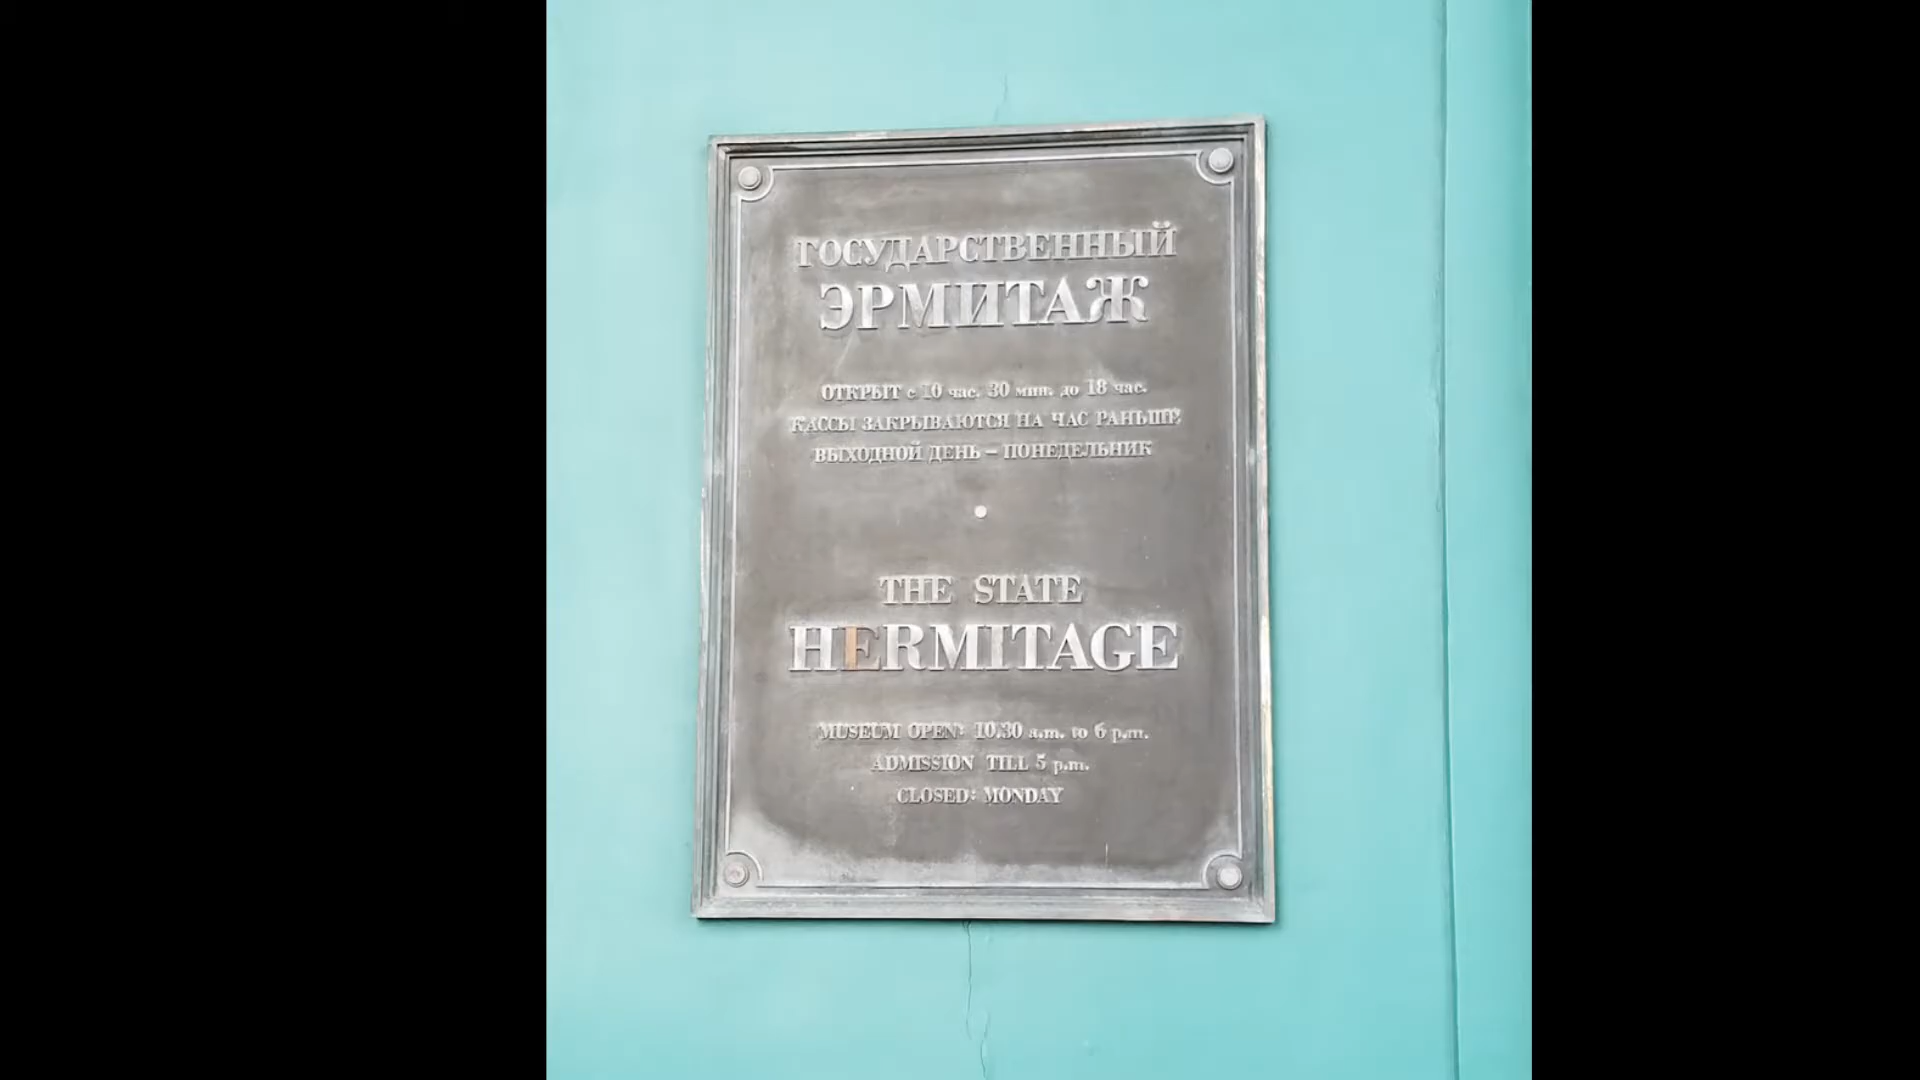 ГОСУДАРСТВЕННЫЙ
ЭРМИТАЖ
ОТКРЫТ с 10 час. 30 мин. до 18 час.
КАССЫ ЗАКРЫВАЮТСЯ НА ЧАС РАНЬШЕ
ВЫХОДНОЙ ДЕНЬ – ПОНЕДЕЛЬНИК
THE STATE
HERMITAGE
MUSEUM OPEN: 10.30 a.m. to 6 p.m.
ADMISSION TILL 5 p.m.
CLOSED: MONDAY